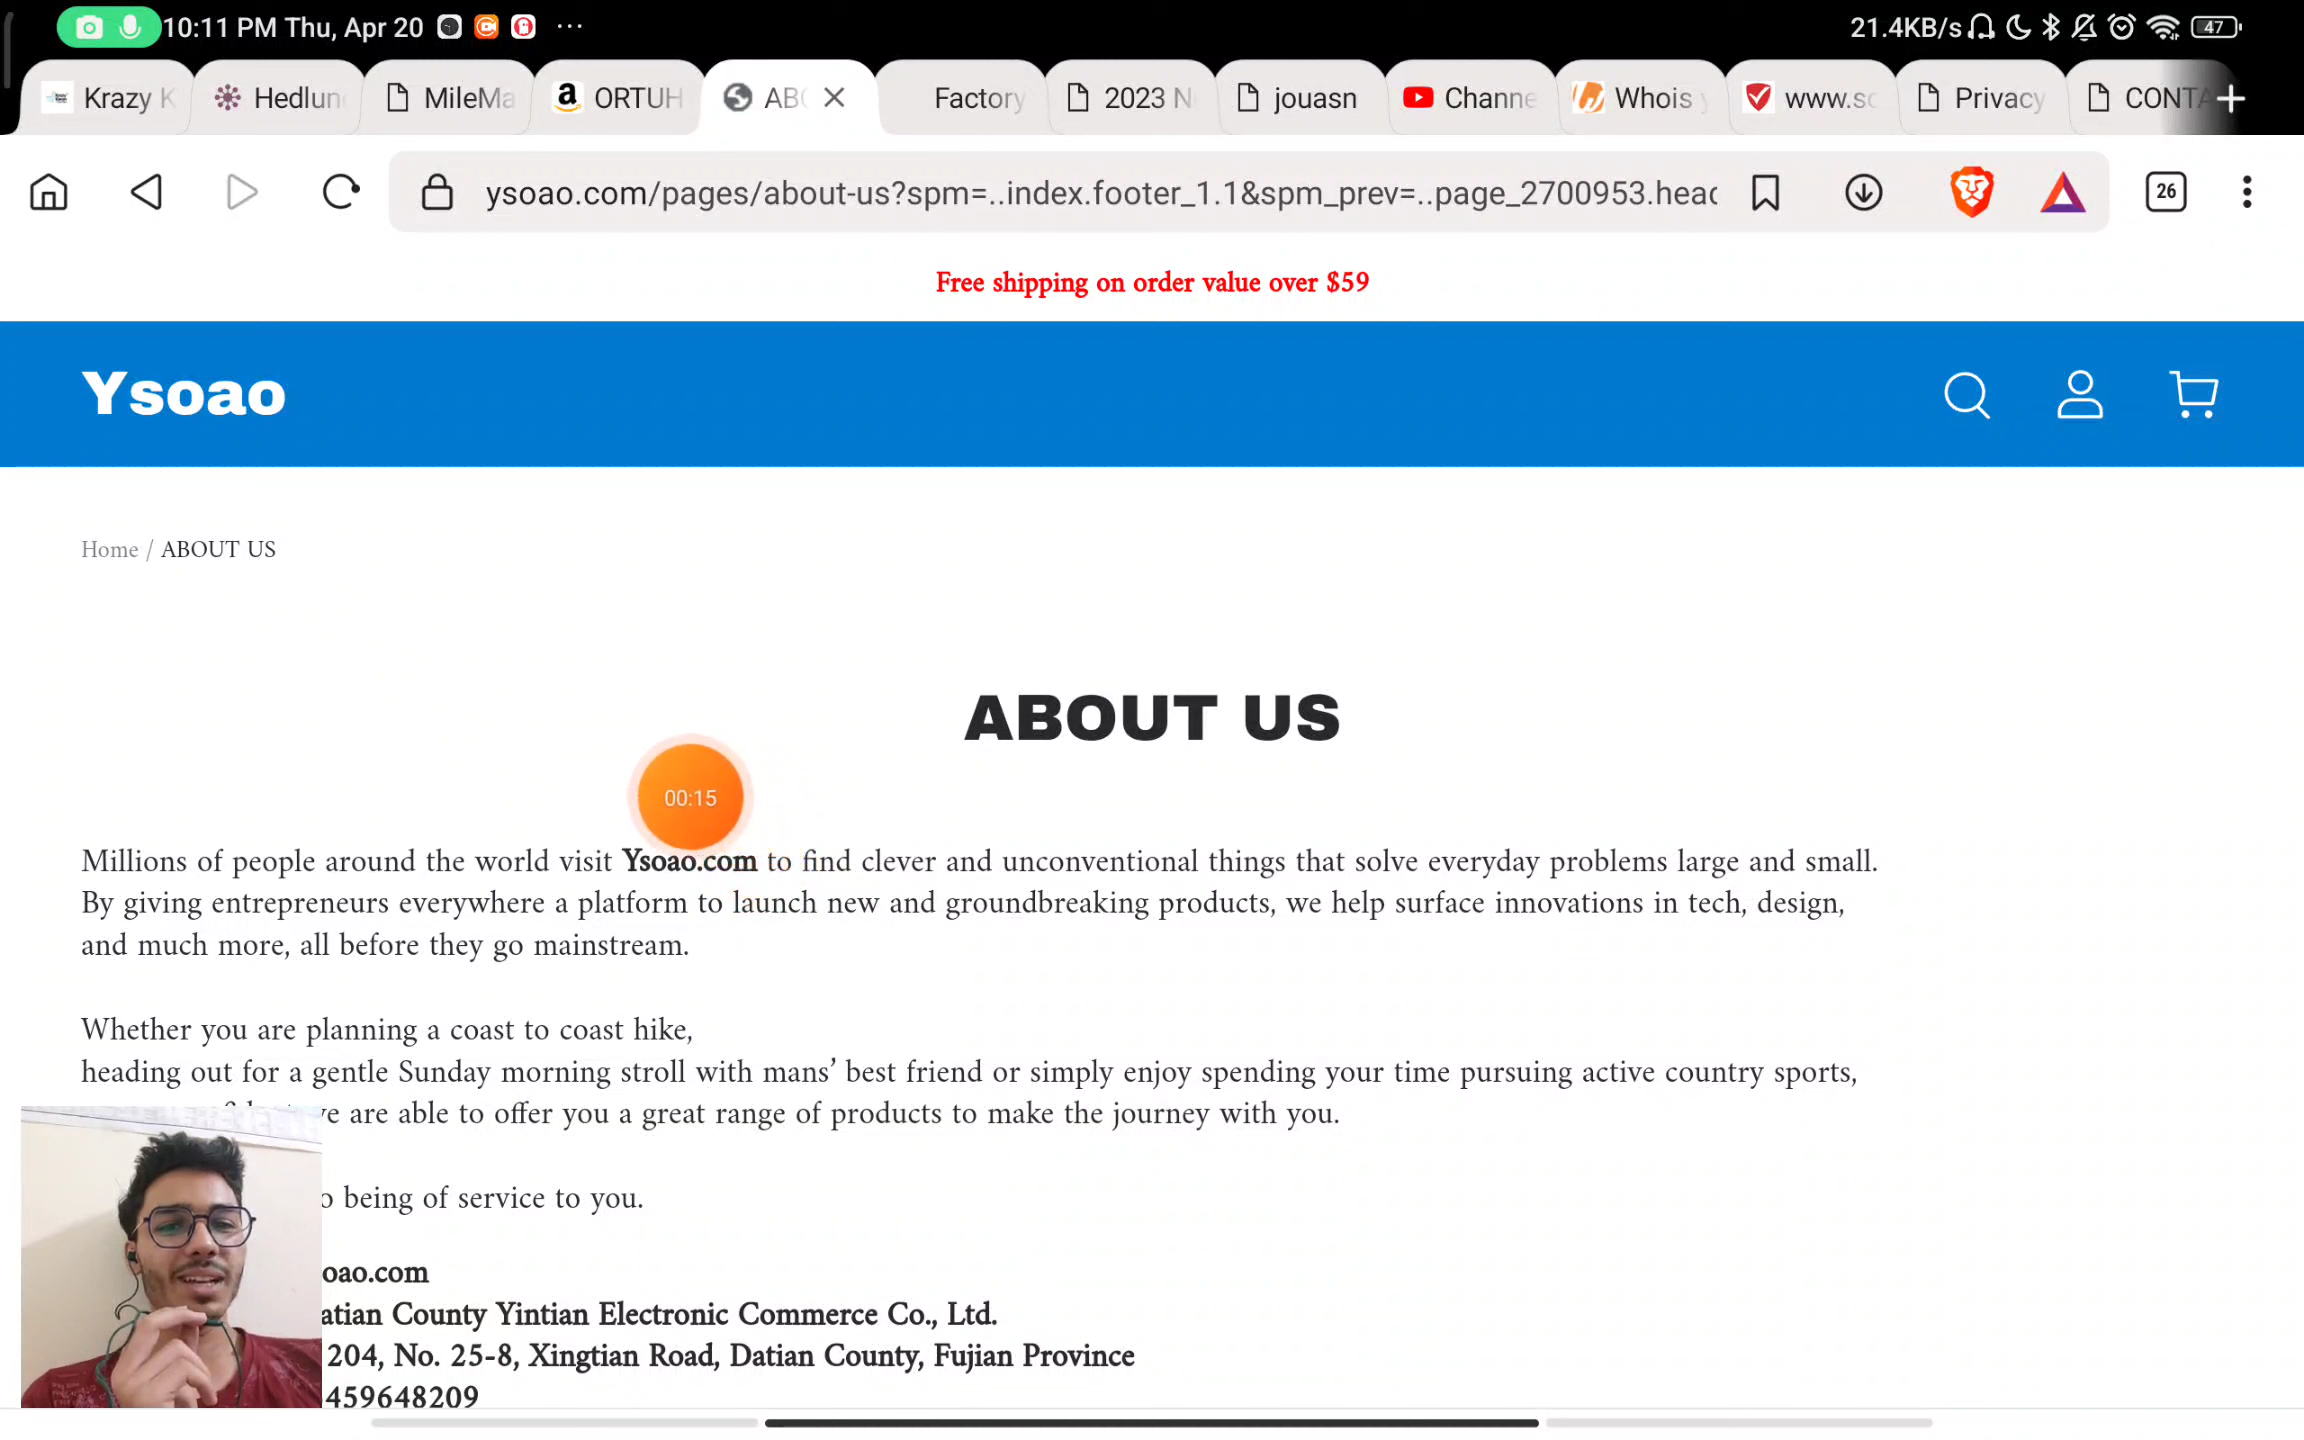 10:11 PM Thu, Apr 20 ...
21.4KB/s 47
Krazy K
Hedlun
MileMa
a ORTUH
ABO
Factory
2023 N
jouasn
Channe
Whois y
www.sc
Privacy
CONTA
ysoao.com/pages/about-us?spm=..index.footer_1.1&spm_prev=..page_2700953.head
26
Free shipping on order value over $59
Ysoao
Home / ABOUT US
ABOUT US
00:15
Millions of people around the world visit Ysoao.com to find clever and unconventional things that solve everyday problems large and small.
By giving entrepreneurs everywhere a platform to launch new and groundbreaking products, we help surface innovations in tech, design,
and much more, all before they go mainstream.
Whether you are planning a coast to coast hike,
heading out for a gentle Sunday morning stroll with mans’ best friend or simply enjoy spending your time pursuing active country sports,
are able to offer you a great range of products to make the journey with you.
o being of service to you.
oao.com
atian County Yintian Electronic Commerce Co., Ltd.
204, No. 25-8, Xingtian Road, Datian County, Fujian Province
459648209